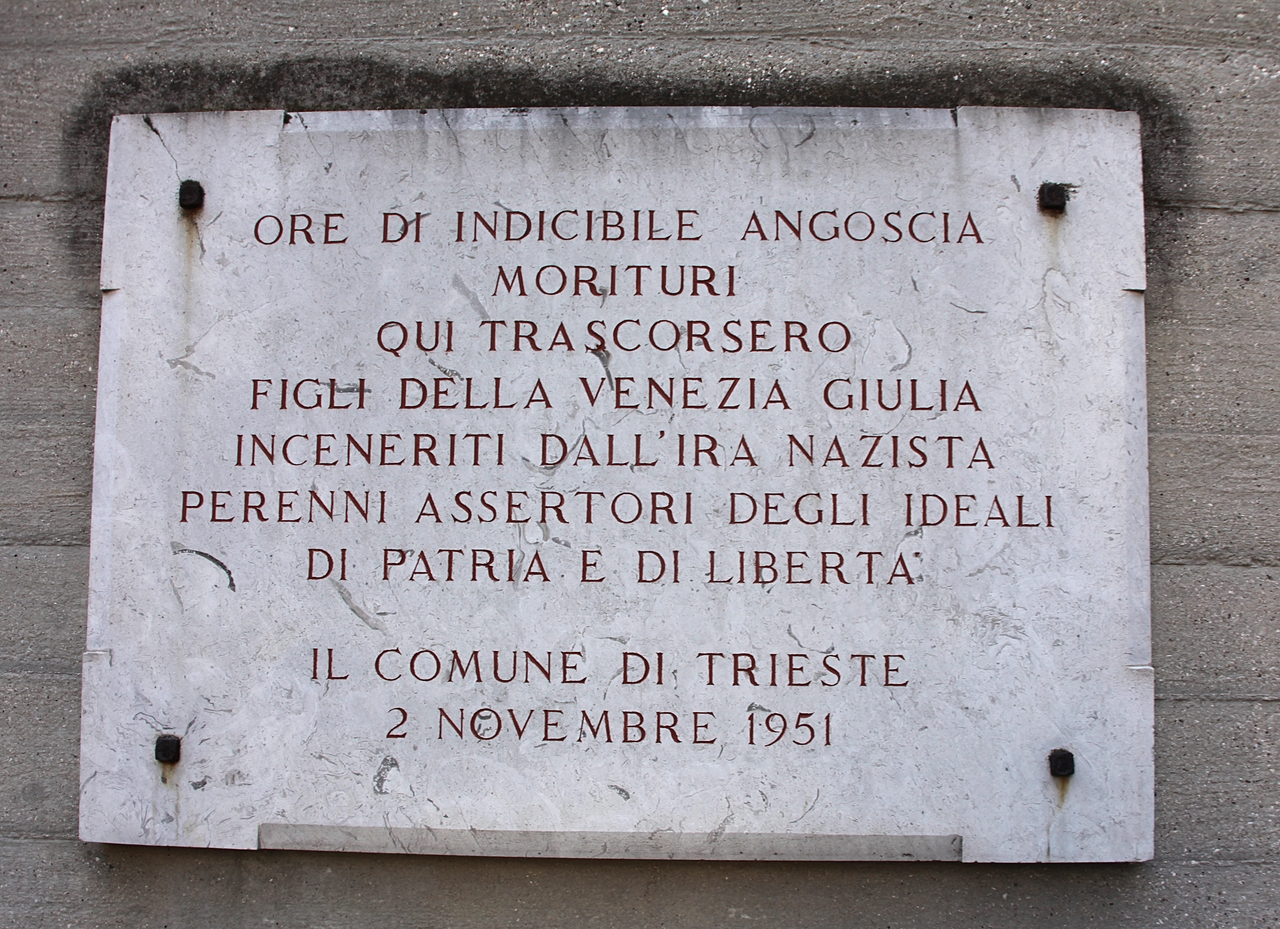 ORE DI INDICIBILE ANGOSCIA
MORITURI
QUI TRASCORSERO
FIGLI DELLA VENEZIA GIULIA
INCENERITI DALL'IRA NAZISTA
PERENNI ASSERTORI DEGLI IDEALI
DI PATRIA E DI LIBERTA'
IL COMUNE DI TRIESTE
2 NOVEMBRE 1951